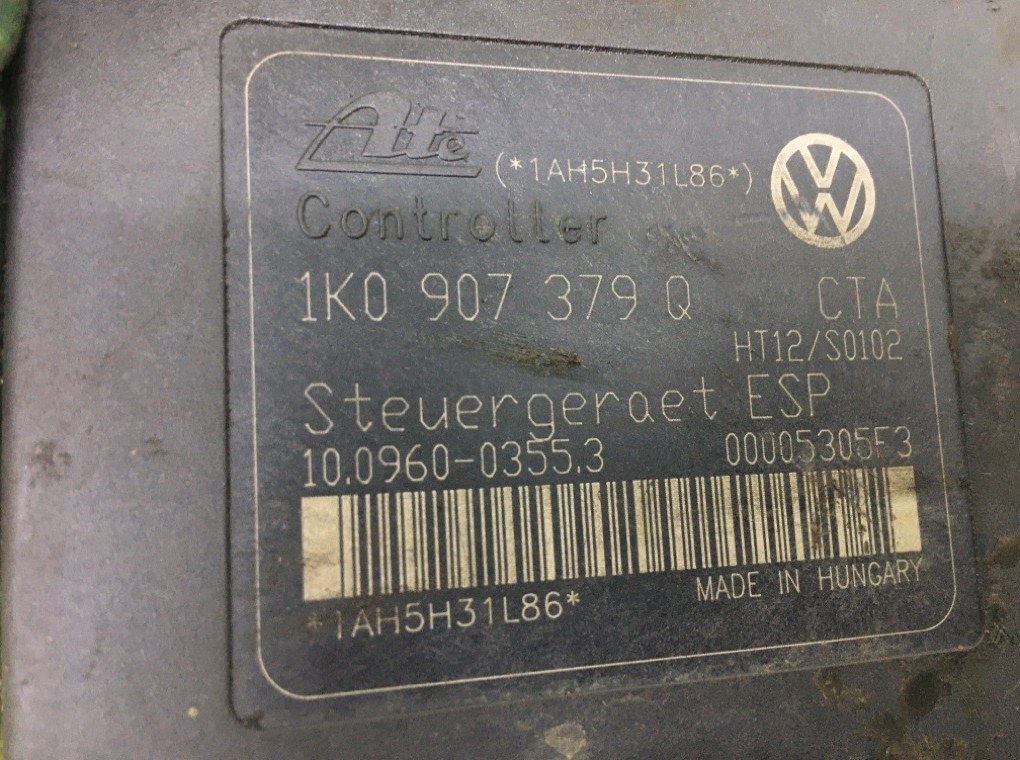 Ate
(*1AH5H31L86*)
Controller
1K0 907 379 Q CTA
HT12/S0102
Steuergeraet ESP
10.0960-0355.3 00005305F3
*1AH5H31L86*
MADE IN HUNGARY